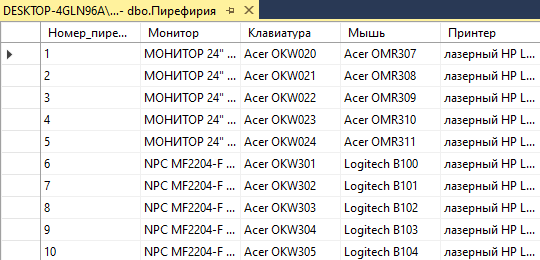 DESKTOP-4GLN96A\...- dbo.Пирефирия
Номер_пире... Монитор Клавиатура Мышь Принтер
1 МОНИТОР 24" ... Acer OKW020 Acer OMR307 лазерный HP L...
2 МОНИТОР 24" ... Acer OKW021 Acer OMR308 лазерный HP L...
3 МОНИТОР 24" ... Acer OKW022 Acer OMR309 лазерный HP L...
4 МОНИТОР 24" ... Acer OKW023 Acer OMR310 лазерный HP L...
5 МОНИТОР 24" ... Acer OKW024 Acer OMR311 лазерный HP L...
6 NPC MF2204-F ... Acer OKW301 Logitech B100 лазерный HP L...
7 NPC MF2204-F ... Acer OKW302 Logitech B101 лазерный HP L...
8 NPC MF2204-F ... Acer OKW303 Logitech B102 лазерный HP L...
9 NPC MF2204-F ... Acer OKW304 Logitech B103 лазерный HP L...
10 NPC MF2204-F ... Acer OKW305 Logitech B104 лазерный HP L...